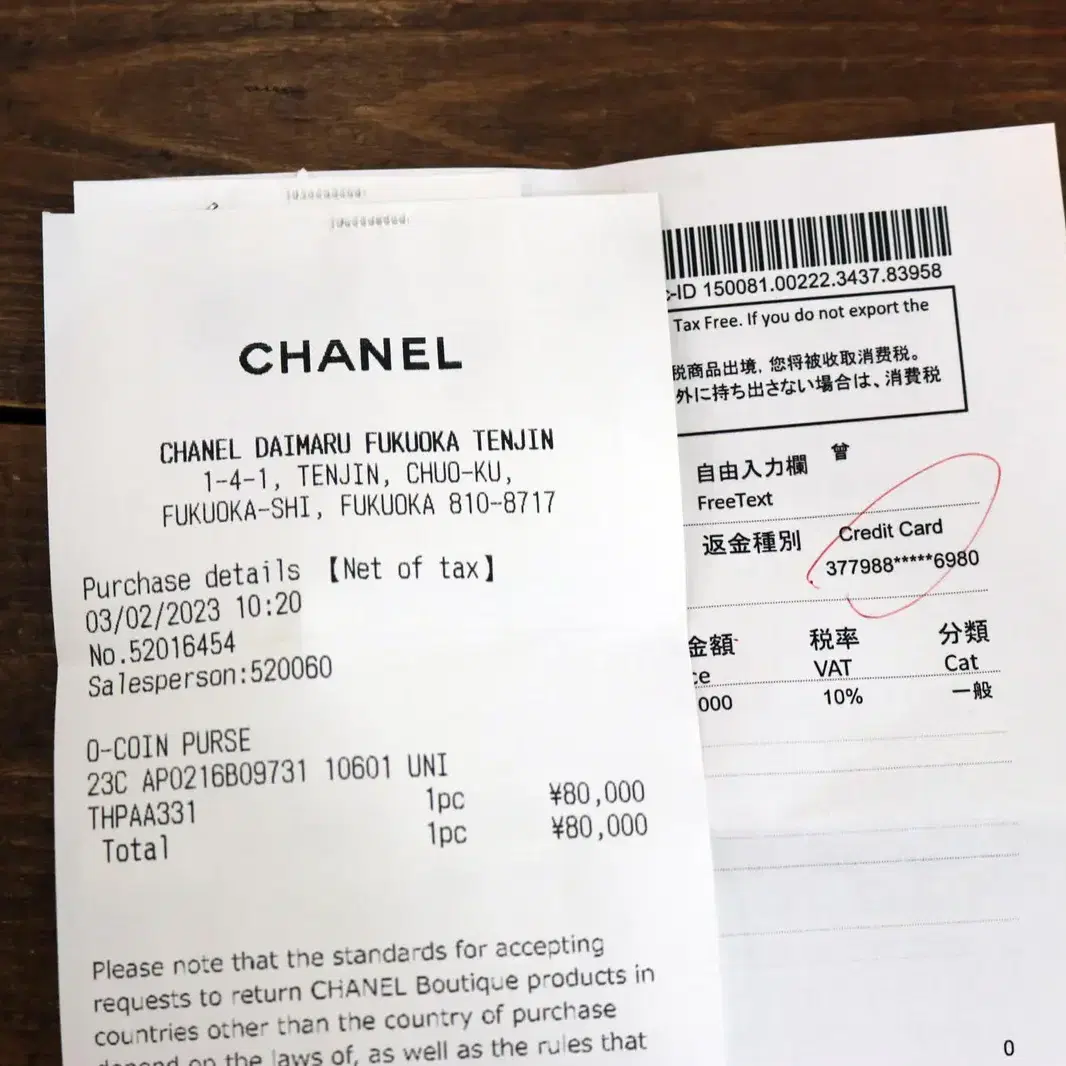 CHANEL
CHANEL DAIMARU FUKUOKA TENJIN
1-4-1, TENJIN, CHUO-KU,
FUKUOKA-SHI, FUKUOKA 810-8717
Purchase details 【Net of tax】
03/02/2023 10:20
No.52016454
Salesperson:520060
O-COIN PURSE
23C AP0216B09731 10601 UNI
THPAA331 1pc ¥80,000
Total 1pc ¥80,000
Please note that the standards for accepting
requests to return CHANEL Boutique products in
countries other than the country of purchase
depend on the laws of, as well as the rules that
-ID 150081.00222.3437.83958
Tax Free. If you do not export the
税商品出境，您将被收取消费税。
外に持ち出さない場合は、消費税
自由入力欄 曾
FreeText
返金種別 Credit Card
377988*****6980
金額 税率 分類
ce VAT Cat
000 10% 一般
0